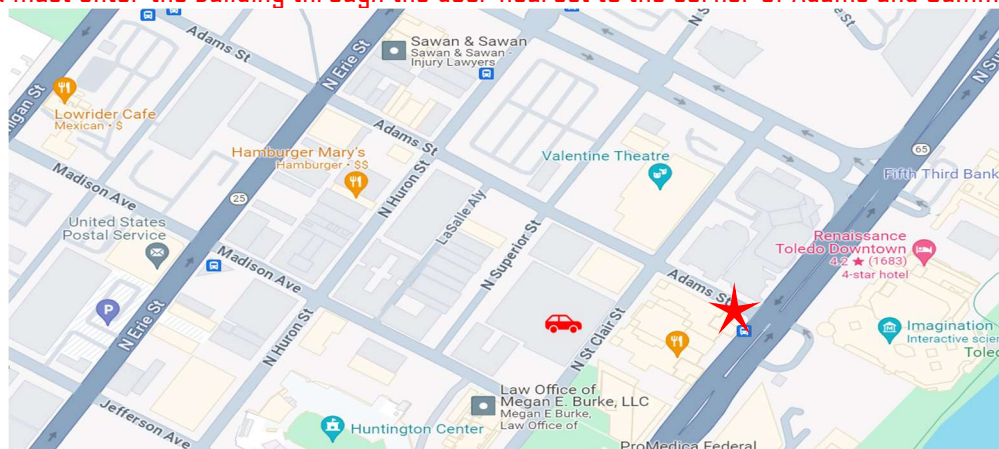 must enter the building through the door nearest to the corner of Adams and Summ
Adams St
N Erie St
Sawan & Sawan
Sawan & Sawan -
Injury Lawyers
Lowrider Cafe
Mexican • $
Adams St
Hamburger Mary's
Hamburger • $$
Valentine Theatre
65
Fifth Third Bank
Madison Ave
N Huron St
LaSalle Aly
25
United States
Postal Service
N Superior St
Renaissance
Toledo Downtown
4.2 ★ (1683)
4-star hotel
Madison Ave
Adams St
P
N Erie St
N Huron St
N St Clair St
Imagination
Interactive scien
Toled
Law Office of
Megan E. Burke, LLC
Megan E Burke,
Law Office of
Jefferson Ave
Huntington Center
ProMedica Federal